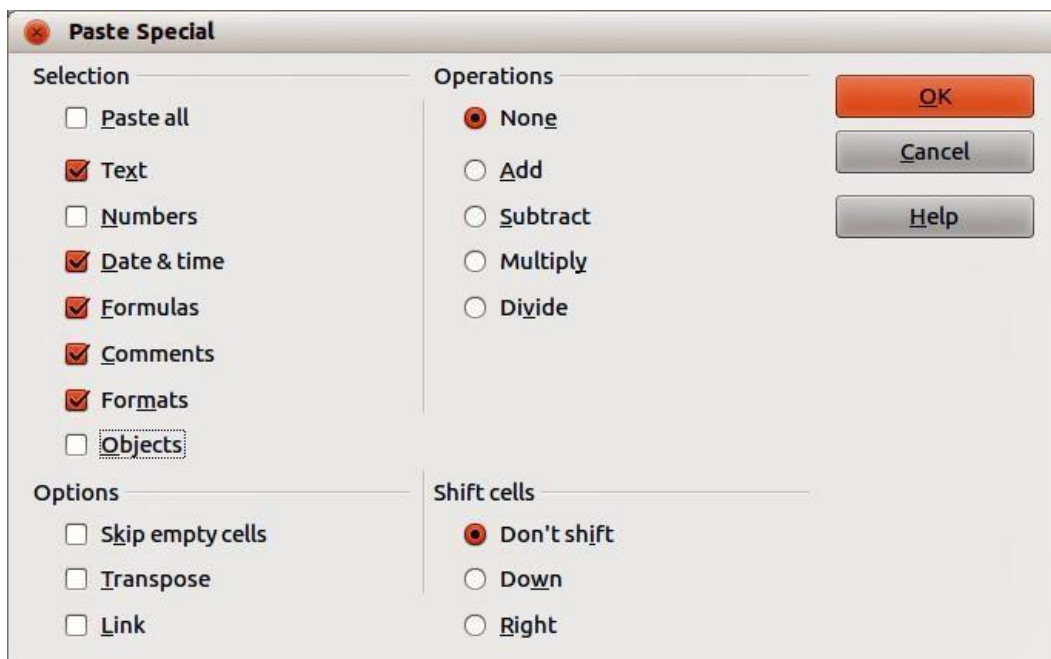 Paste Special
Selection
Paste all
Text
Numbers
Date & time
Formulas
Comments
Formats
Objects
Operations
None
Add
Subtract
Multiply
Divide
OK
Cancel
Help
Options
Skip empty cells
Transpose
Link
Shift cells
Don't shift
Down
Right